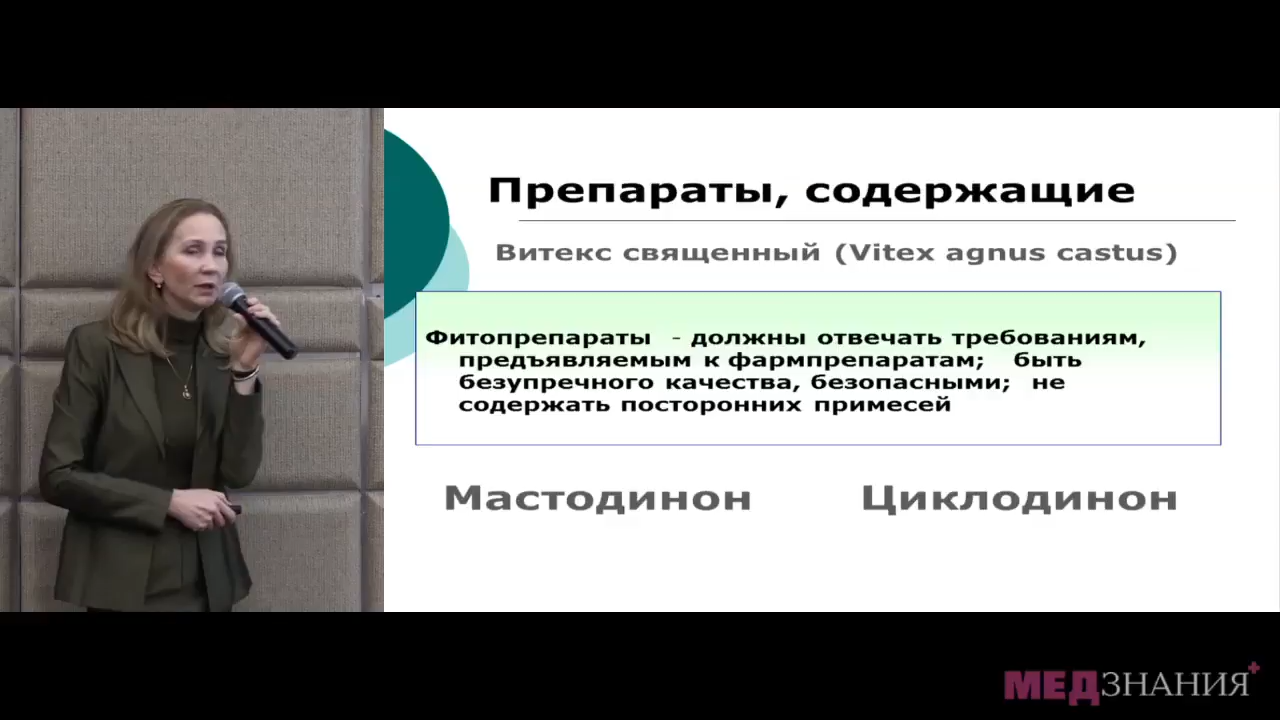 Препараты, содержащие
Витекс священный (Vitex agnus castus)
Фитопрепараты - должны отвечать требованиям,
предъявляемым к фармпрепаратам; быть
безупречного качества, безопасными; не
содержать посторонних примесей
Мастодинон Циклодинон
МЕДЗНАНИЯ+